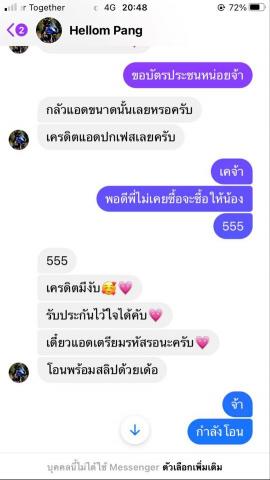 ır Together 4G 20:48 72%
2 Hellom Pang
ขอบัตรประชนหน่อยจ้า
กลัวแอดขนาดนั้นเลยหรอครับ
เครดิตแอดปกเฟสเลยครับ
เคจ้า
พอดีพี่ไม่เคยซื้อจะซื้อให้น้อง
555
555
เครดิตมีงับ🥰💗
รับประกันไว้ใจได้คับ💗
เดี๋ยวแอดเตรียมรหัสรอนะครับ💗
โอนพร้อมสลิปด้วยเด้อ
จ้า
กำลังโอน
บุคคลนี้ไม่ได้ใช้ Messenger ตัวเลือกเพิ่มเติม